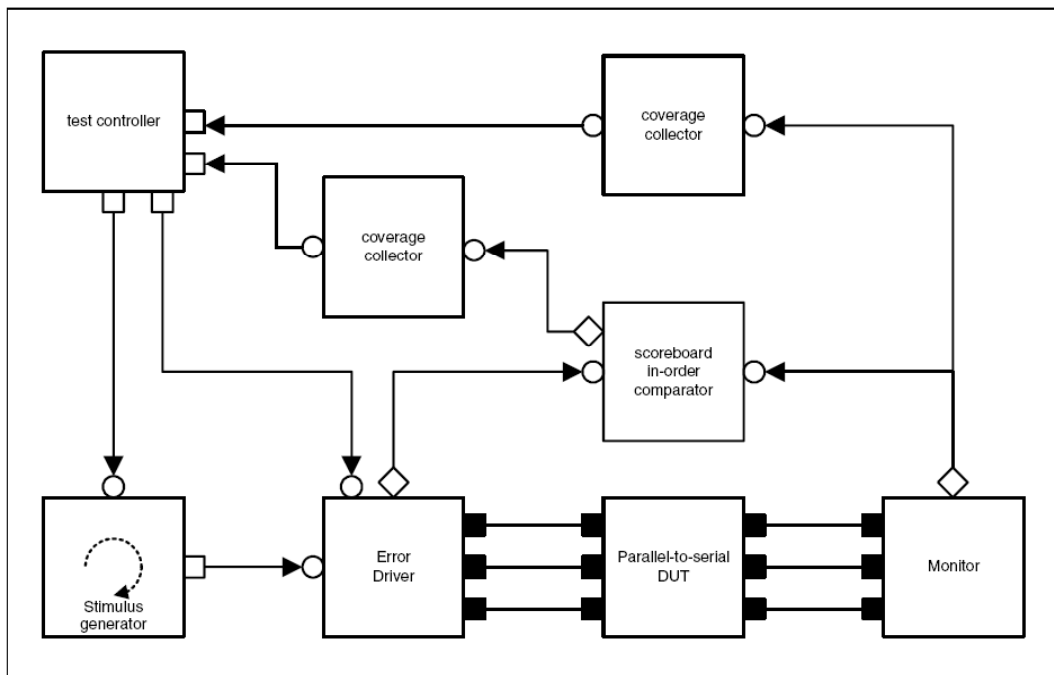 test controller
coverage
collector
coverage
collector
scoreboard
in-order
comparator
Stimulus
generator
Error
Driver
Parallel-to-serial
DUT
Monitor